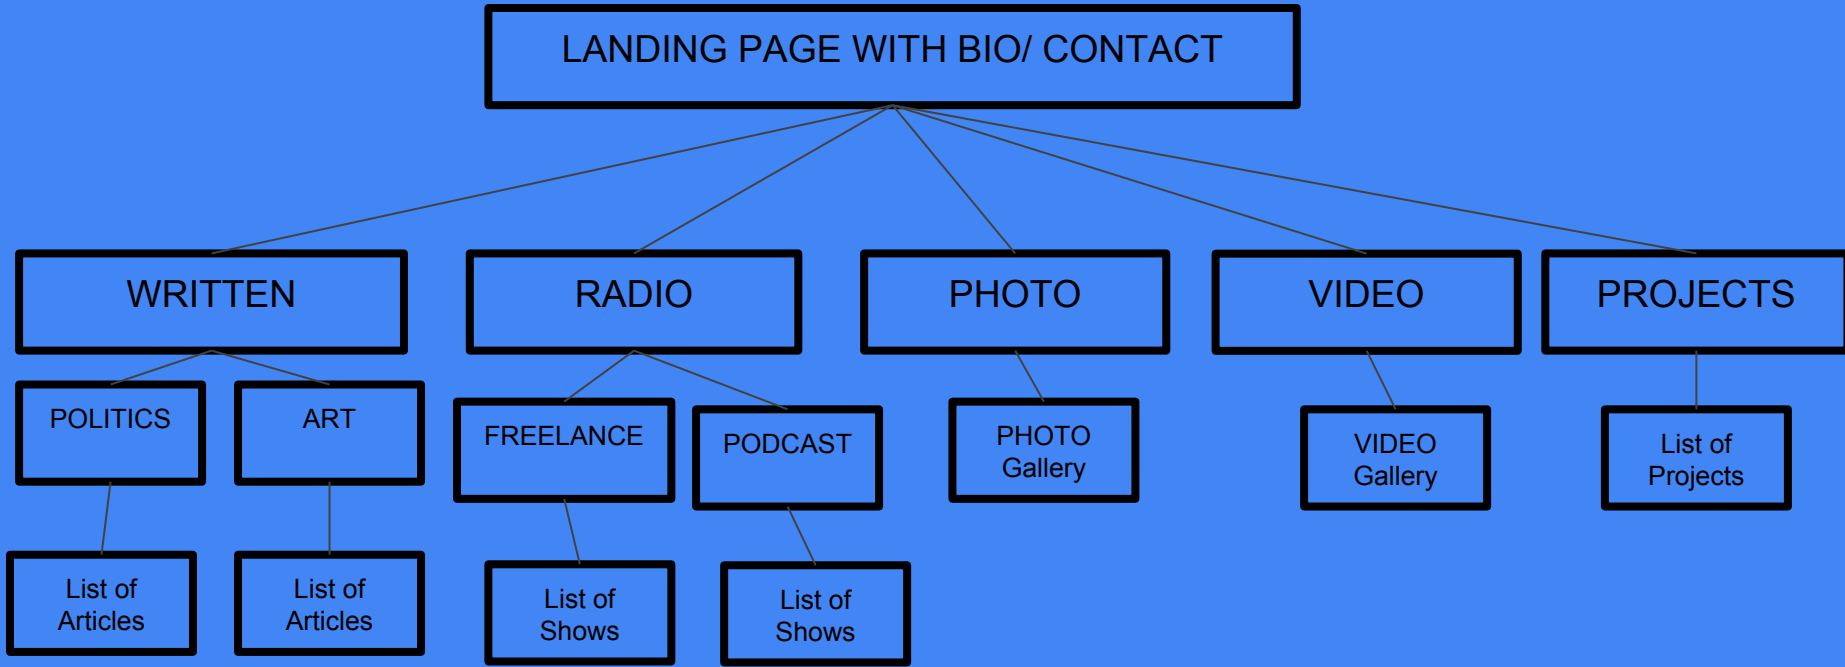 LANDING PAGE WITH BIO/ CONTACT
WRITTEN
RADIO
PHOTO
VIDEO
PROJECTS
POLITICS
ART
FREELANCE
PODCAST
PHOTO
Gallery
VIDEO
Gallery
List of
Projects
List of
Articles
List of
Articles
List of
Shows
List of
Shows